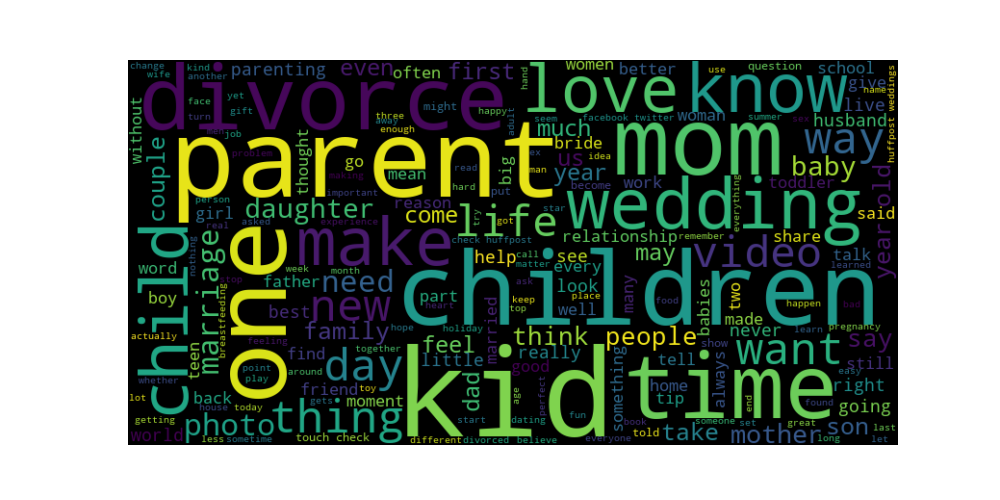 change
kind
wife
another
parenting
even
often
first
hand
love
women
better
know
use
question
school
give
name
huffpost weddings
face
yet
gift
turn
divorce
three
away
enough
might
happy
adult
facebook twitter
woman
summer
sex
live
husband
without
men
job
parent
much
bride
seem
mom
way
couple
problem
making
thought
go
mean
read
hard
big
ex
man
us
idea
year
become
put
work
baby
toddler
old
person
girl
real
asked
important
daughter
experience
reason
come
life
try
got
star
wedding
everything
said
child
nothing
marriage
one
make
check huffpost
relationship
remember
share
year
word
stop
week
month
father
need
help
call
matter
see
every
may
video
talk
learned
boy
breastfeeding
best
new
part
heart
ask
keep
top
place
look
well
many
food
babies
two
happen
bad
children
actually
teen
feeling
family
hope
holiday
married
think
people
made
never
learn
pregnancy
say
whether
find
together
feel
really
show
want
still
point
play
around
day
little
good
something
tell
always
easy
lot
back
friend
toy
gets
dad
kid
age
perfect
home
tip
time
end
right
house
today
moment
start
fun
dating
book
someone
set
found
great
going
getting
photo
thing
told
take
mother
son
last
world
less
sometime
touch check
different
divorced
believe
everyone
long
let